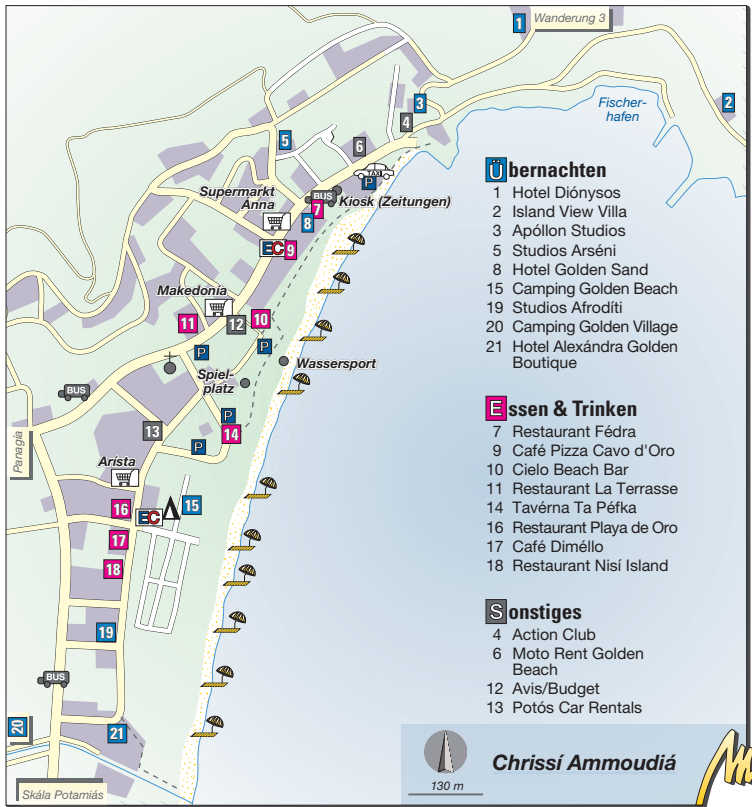 1
Wanderung 3
2
Fischer-
hafen
3
4
5
6
TAXI
P
Supermarkt
Ánna
BUS
7
Kiosk (Zeitungen)
8
EC
9
Makedonía
10
11
12
P
P
Wassersport
Spiel-
platz
BUS
P
13
14
P
Panagía
Arísta
15
16
EC
17
18
19
BUS
20
21
Skála Potamiás
Übernachten
1 Hotel Diónysos
2 Island View Villa
3 Apóllon Studios
5 Studios Arséni
8 Hotel Golden Sand
15 Camping Golden Beach
19 Studios Afrodíti
20 Camping Golden Village
21 Hotel Alexándra Golden
Boutique
Essen & Trinken
7 Restaurant Fédra
9 Café Pizza Cavo d'Oro
10 Cielo Beach Bar
11 Restaurant La Terrasse
14 Tavérna Ta Péfka
16 Restaurant Playa de Oro
17 Café Diméllo
18 Restaurant Nisí Island
Sonstiges
4 Action Club
6 Moto Rent Golden
Beach
12 Avis/Budget
13 Potós Car Rentals
130 m
Chrissí Ammoudiá